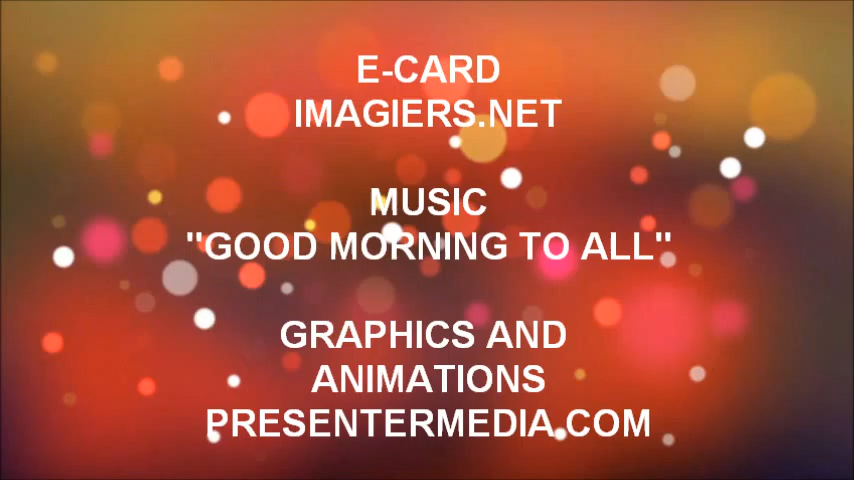 E-CARD
IMAGIERS.NET
MUSIC
"GOOD MORNING TO ALL"
GRAPHICS AND
ANIMATIONS
PRESENTERMEDIA.COM